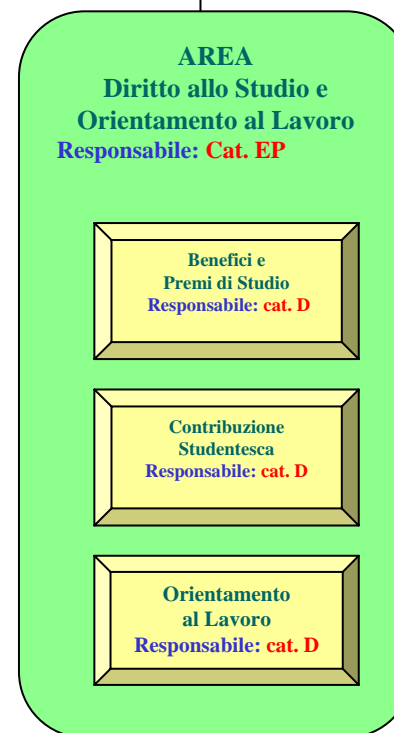 AREA
Diritto allo Studio e
Orientamento al Lavoro
Responsabile: Cat. EP
Benefici e
Premi di Studio
Responsabile: cat. D
Contribuzione
Studentesca
Responsabile: cat. D
Orientamento
al Lavoro
Responsabile: cat. D